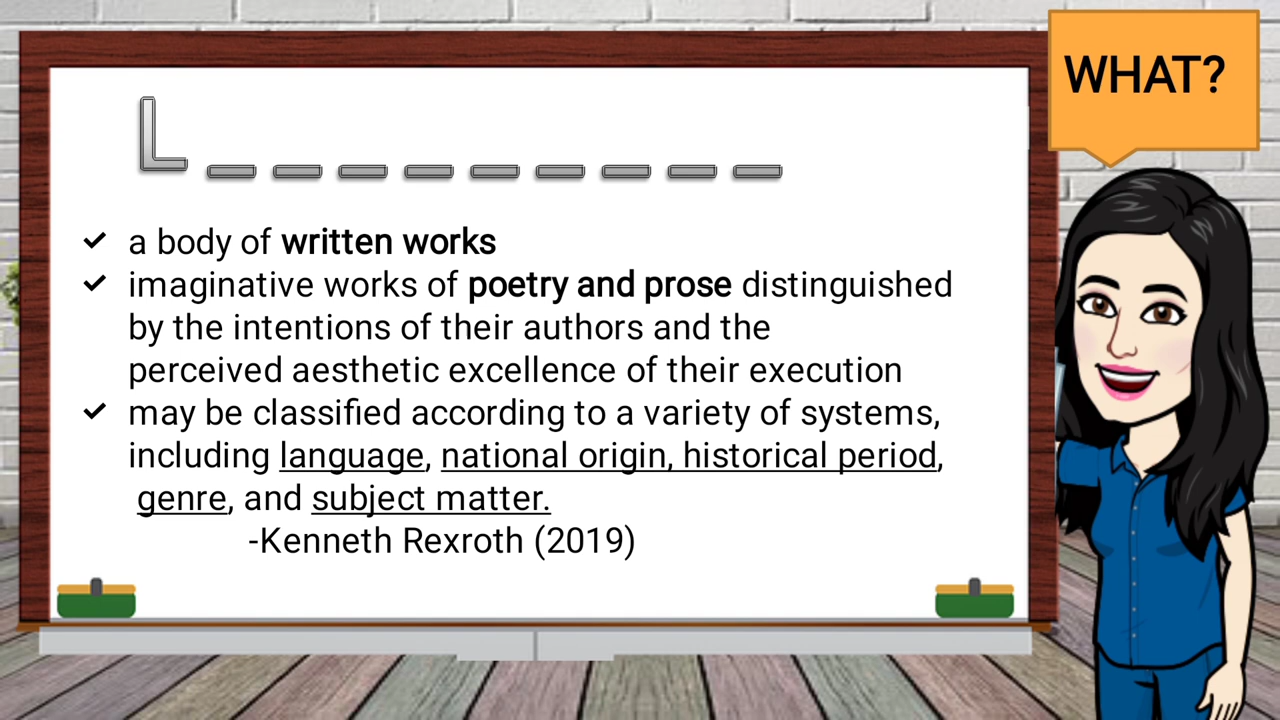 WHAT?
L _ _ _ _ _ _ _ _ _
✓ a body of written works
✓ imaginative works of poetry and prose distinguished
by the intentions of their authors and the
perceived aesthetic excellence of their execution
✓ may be classified according to a variety of systems,
including language, national origin, historical period,
genre, and subject matter.
-Kenneth Rexroth (2019)